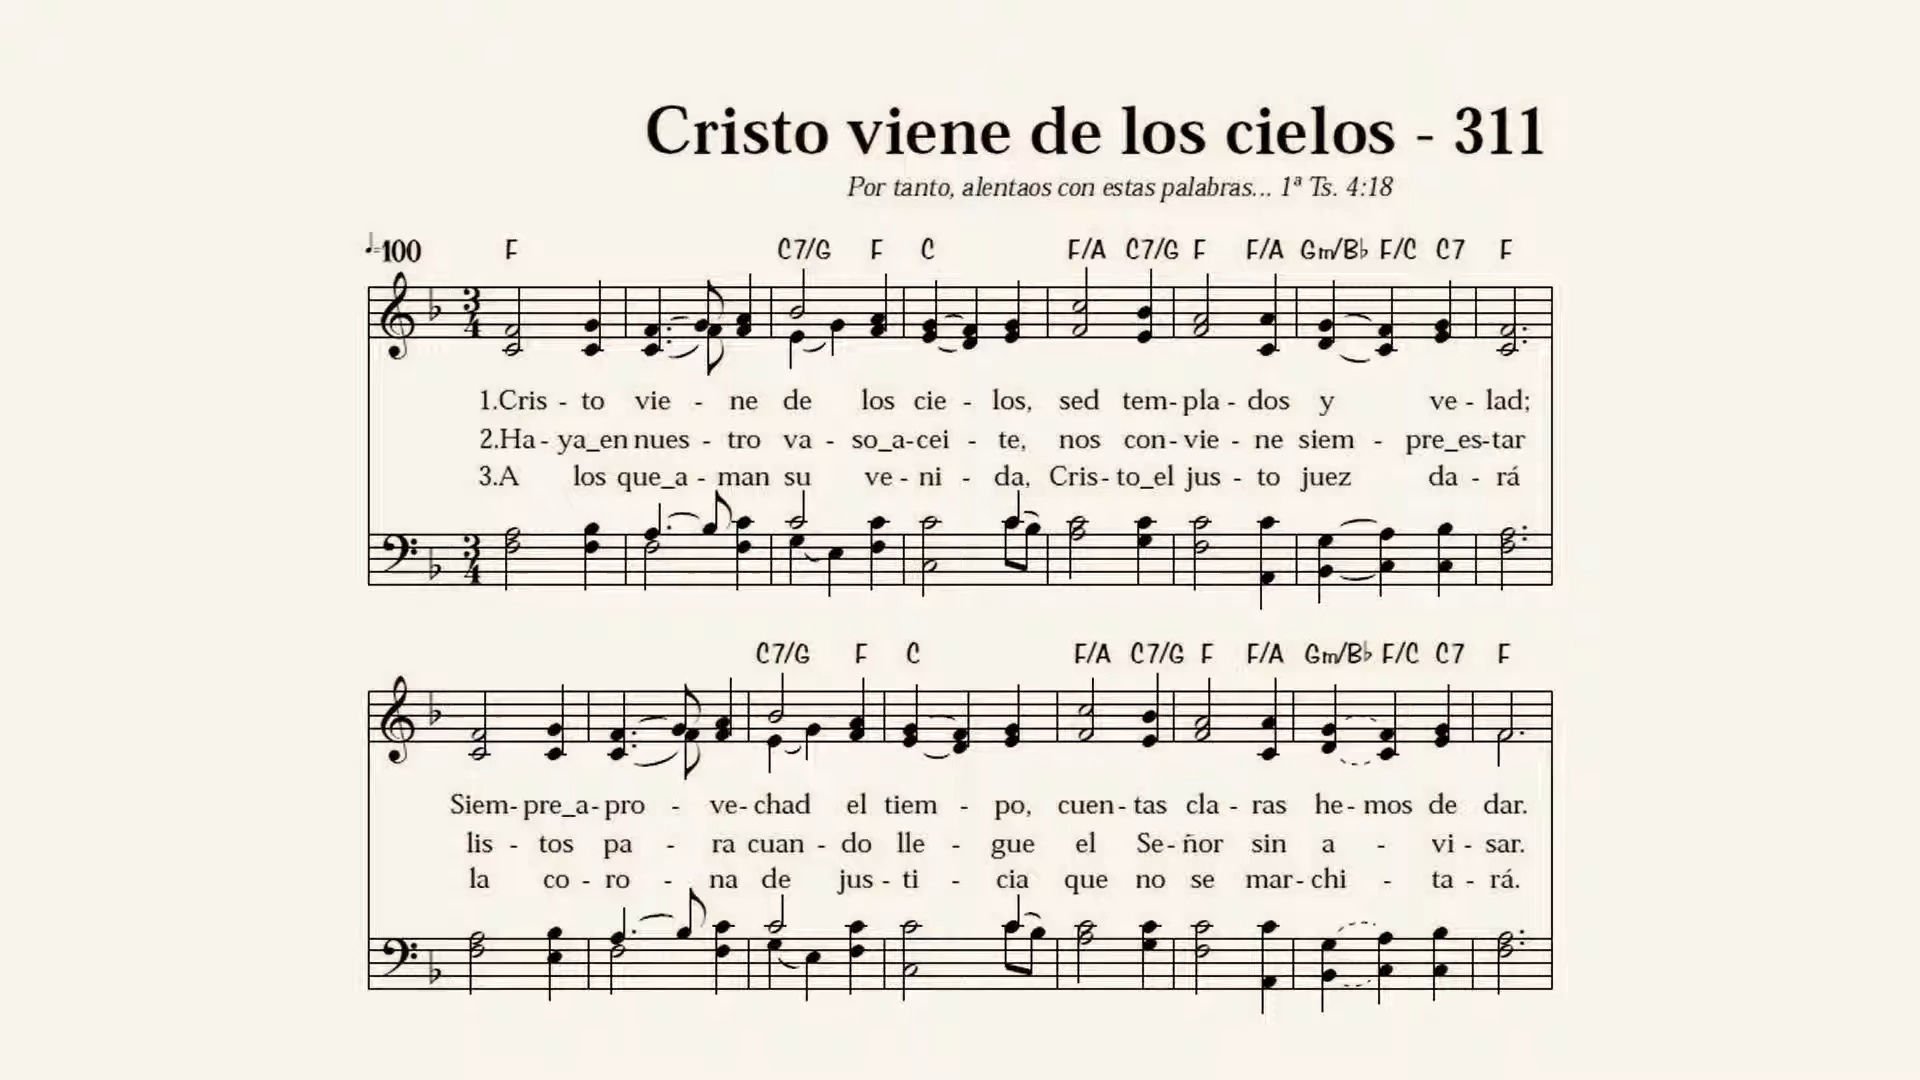 Cristo viene de los cielos - 311
Por tanto, alentaos con estas palabras... 1ª Ts. 4:18
♩=100 F C7/G F C F/A C7/G F F/A Gm/B♭ F/C C7 F
3 4
1.Cris - to vie - ne de los cie - los, sed tem-pla - dos y ve - lad;
2.Ha - ya_en nues - tro va - so_a-cei - te, nos con-vie - ne siem - pre_es-tar
3.A los que_a - man su ve - ni - da, Cris-to_el jus - to juez da - rá
3 4
C7/G F C F/A C7/G F F/A Gm/B♭ F/C C7 F
Siem-pre_a-pro - ve-chad el tiem - po, cuen-tas cla - ras he-mos de dar.
lis - tos pa - ra cuan - do lle - gue el Se-ñor sin a - vi - sar.
la co - ro - na de jus - ti - cia que no se mar-chi - ta - rá.